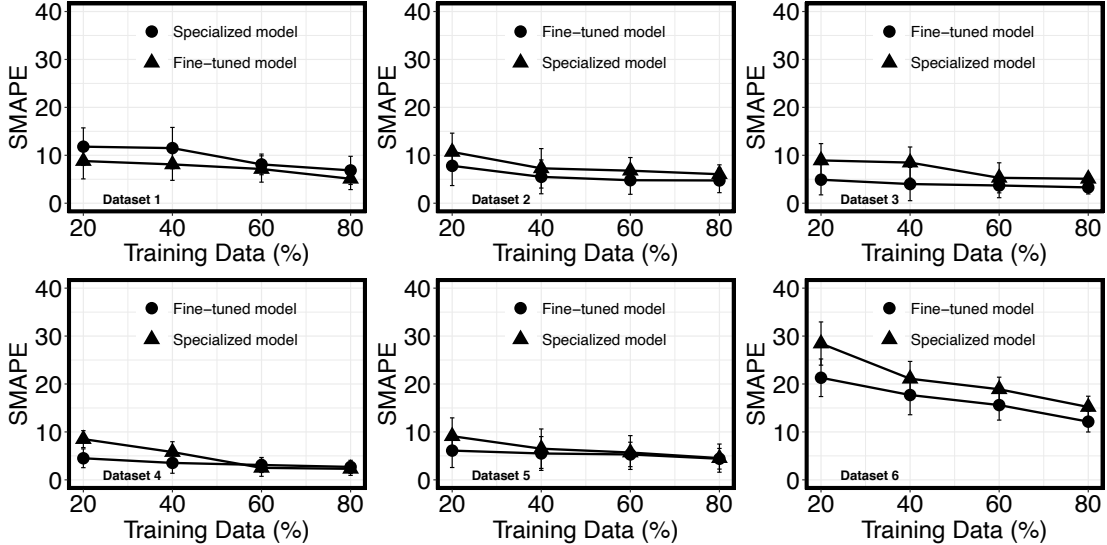 SMAPE
40
30
20
10
0
Specialized model
Fine-tuned model
Dataset 1
20 40 60 80
Training Data (%)
SMAPE
40
30
20
10
0
Fine-tuned model
Specialized model
Dataset 2
20 40 60 80
Training Data (%)
SMAPE
40
30
20
10
0
Fine-tuned model
Specialized model
Dataset 3
20 40 60 80
Training Data (%)
SMAPE
40
30
20
10
0
Fine-tuned model
Specialized model
Dataset 4
20 40 60 80
Training Data (%)
SMAPE
40
30
20
10
0
Fine-tuned model
Specialized model
Dataset 5
20 40 60 80
Training Data (%)
SMAPE
40
30
20
10
0
Fine-tuned model
Specialized model
Dataset 6
20 40 60 80
Training Data (%)